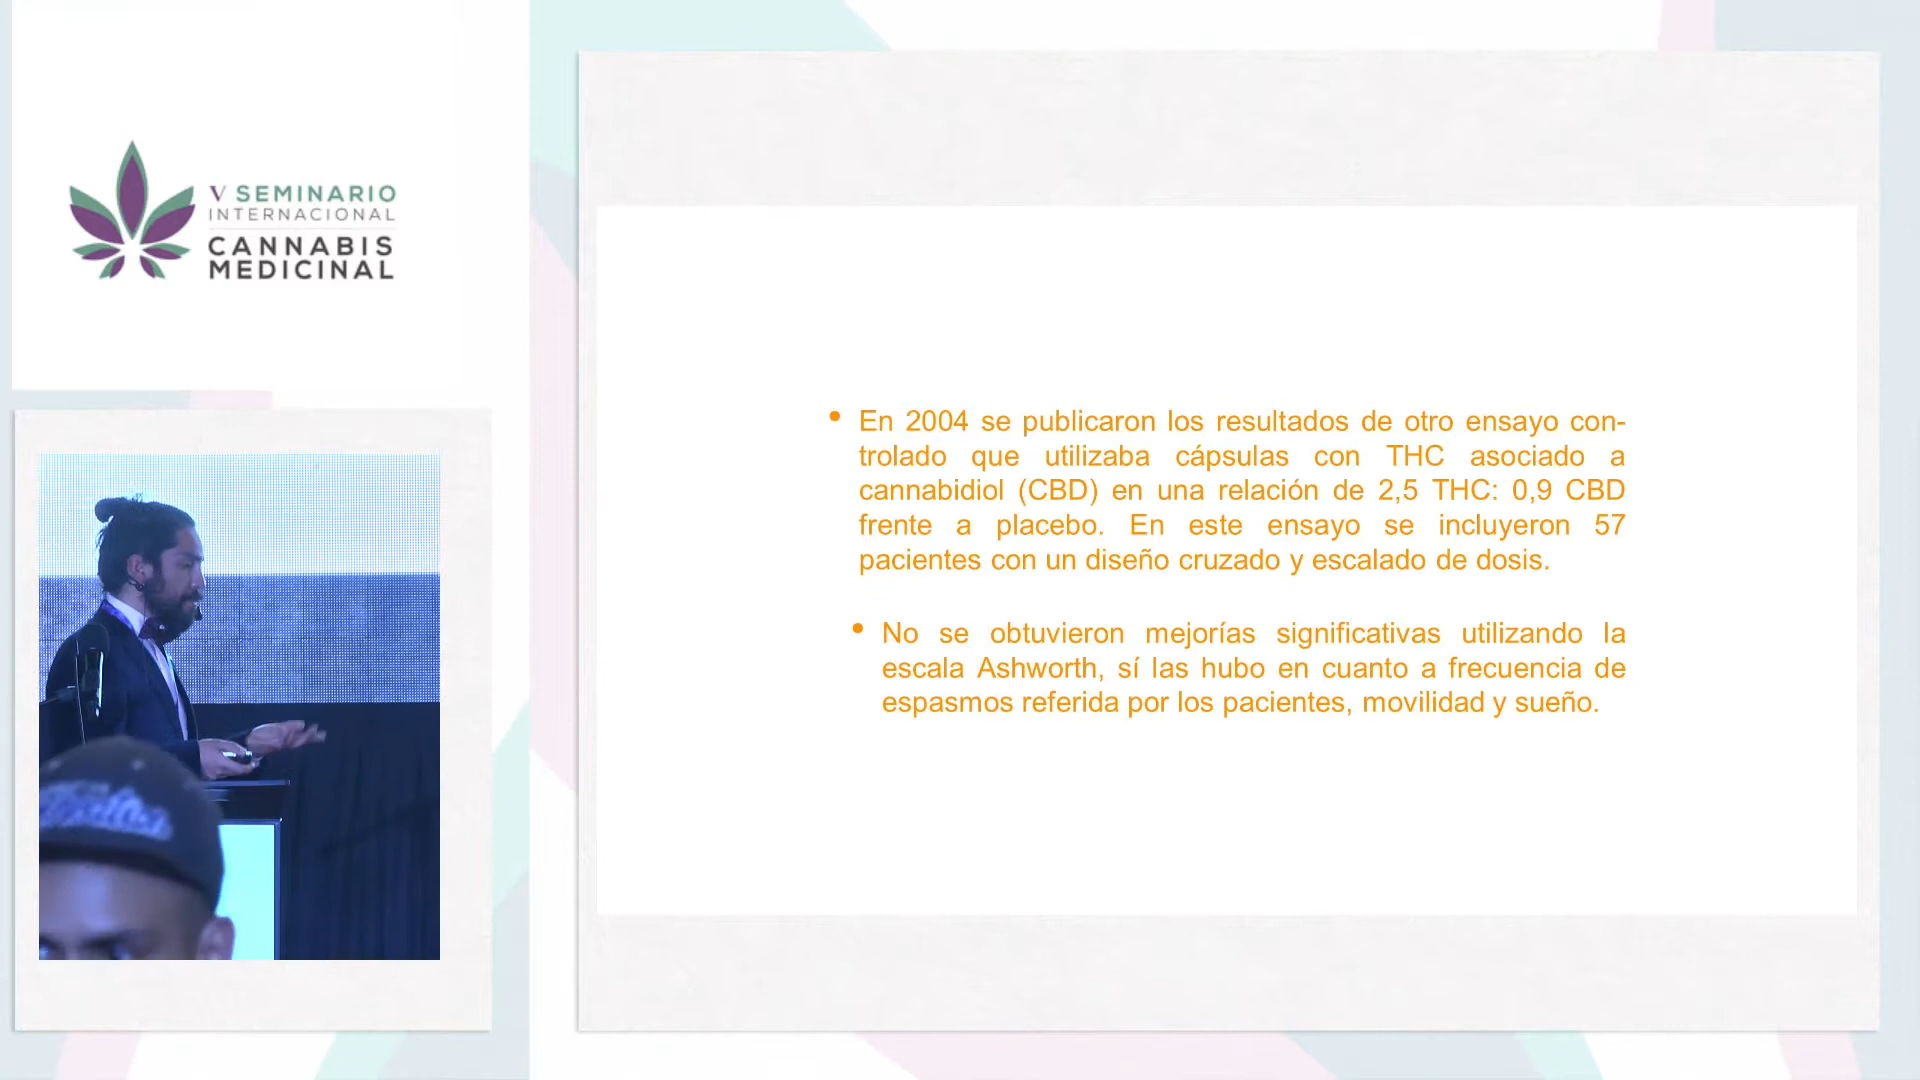 V SEMINARIO
INTERNACIONAL
CANNABIS
MEDICINAL
• En 2004 se publicaron los resultados de otro ensayo con-
trolado que utilizaba cápsulas con THC asociado a
cannabidiol (CBD) en una relación de 2,5 THC: 0,9 CBD
frente a placebo. En este ensayo se incluyeron 57
pacientes con un diseño cruzado y escalado de dosis.
• No se obtuvieron mejorías significativas utilizando la
escala Ashworth, sí las hubo en cuanto a frecuencia de
espasmos referida por los pacientes, movilidad y sueño.